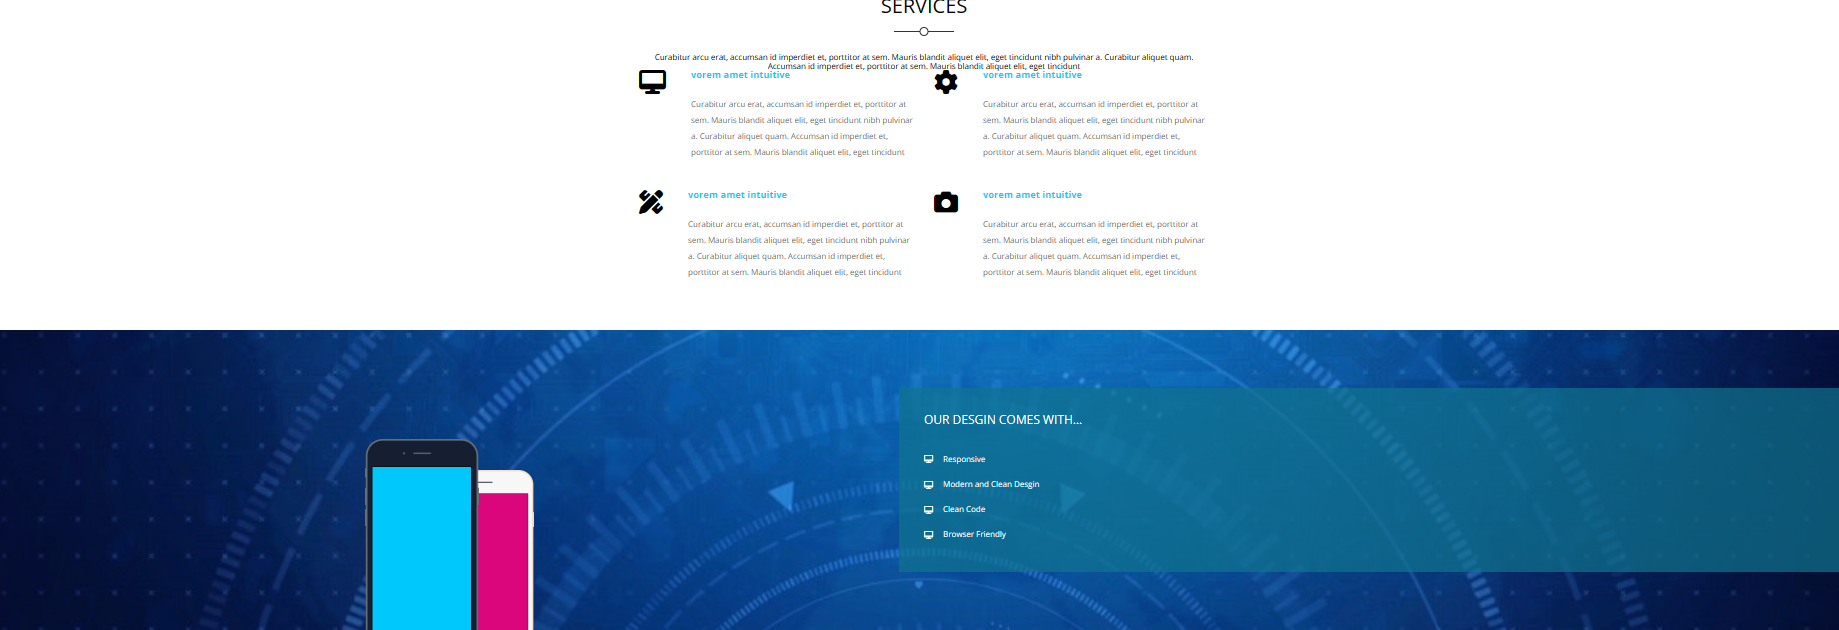 SERVICES
Curabitur arcu erat, accumsan id imperdiet et, porttitor at sem. Mauris blandit aliquet elit, eget tincidunt nibh pulvinar a. Curabitur aliquet quam.
Accumsan id imperdiet et, porttitor at sem. Mauris blandit aliquet elit, eget tincidunt
vorem amet intuitive
Curabitur arcu erat, accumsan id imperdiet et, porttitor at
sem. Mauris blandit aliquet elit, eget tincidunt nibh pulvinar
a. Curabitur aliquet quam. Accumsan id imperdiet et,
porttitor at sem. Mauris blandit aliquet elit, eget tincidunt
vorem amet intuitive
Curabitur arcu erat, accumsan id imperdiet et, porttitor at
sem. Mauris blandit aliquet elit, eget tincidunt nibh pulvinar
a. Curabitur aliquet quam. Accumsan id imperdiet et,
porttitor at sem. Mauris blandit aliquet elit, eget tincidunt
vorem amet intuitive
Curabitur arcu erat, accumsan id imperdiet et, porttitor at
sem. Mauris blandit aliquet elit, eget tincidunt nibh pulvinar
a. Curabitur aliquet quam. Accumsan id imperdiet et,
porttitor at sem. Mauris blandit aliquet elit, eget tincidunt
vorem amet intuitive
Curabitur arcu erat, accumsan id imperdiet et, porttitor at
sem. Mauris blandit aliquet elit, eget tincidunt nibh pulvinar
a. Curabitur aliquet quam. Accumsan id imperdiet et,
porttitor at sem. Mauris blandit aliquet elit, eget tincidunt
OUR DESGIN COMES WITH...
Responsive
Modern and Clean Desgin
Clean Code
Browser Friendly